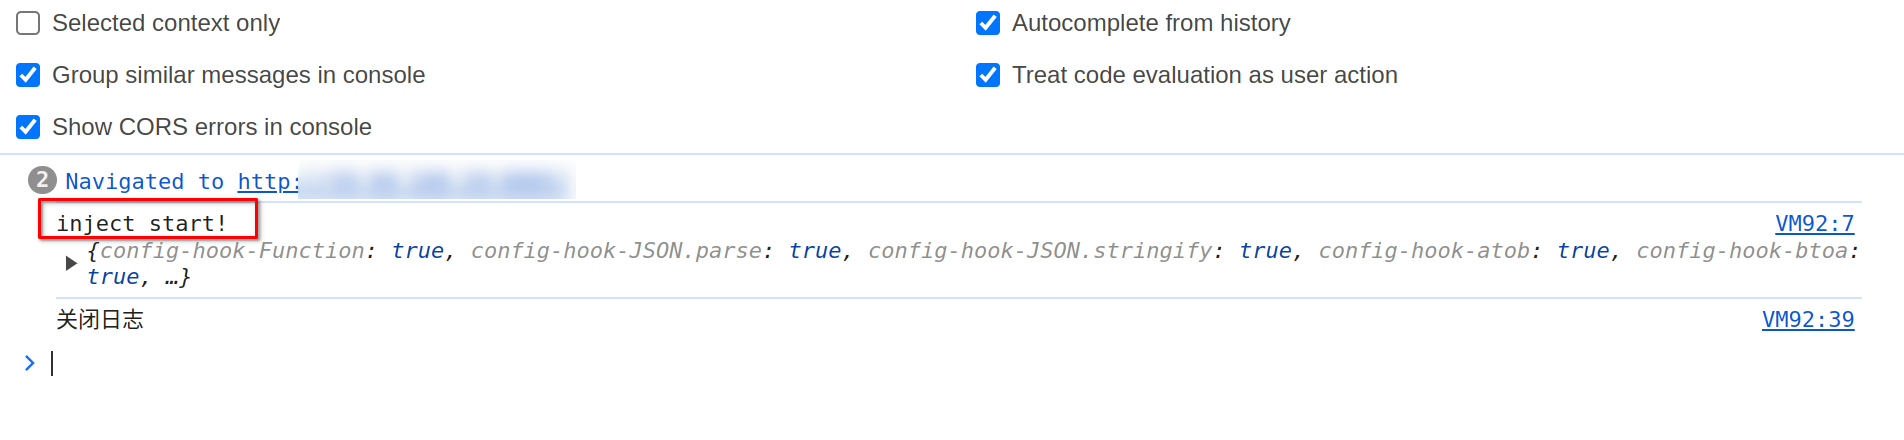 Selected context only
Autocomplete from history
Group similar messages in console
Treat code evaluation as user action
Show CORS errors in console
2 Navigated to http:
inject start! VM92:7
{config-hook-Function: true, config-hook-JSON.parse: true, config-hook-JSON.stringify: true, config-hook-atob: true, config-hook-btoa:
true, …}
关闭日志 VM92:39